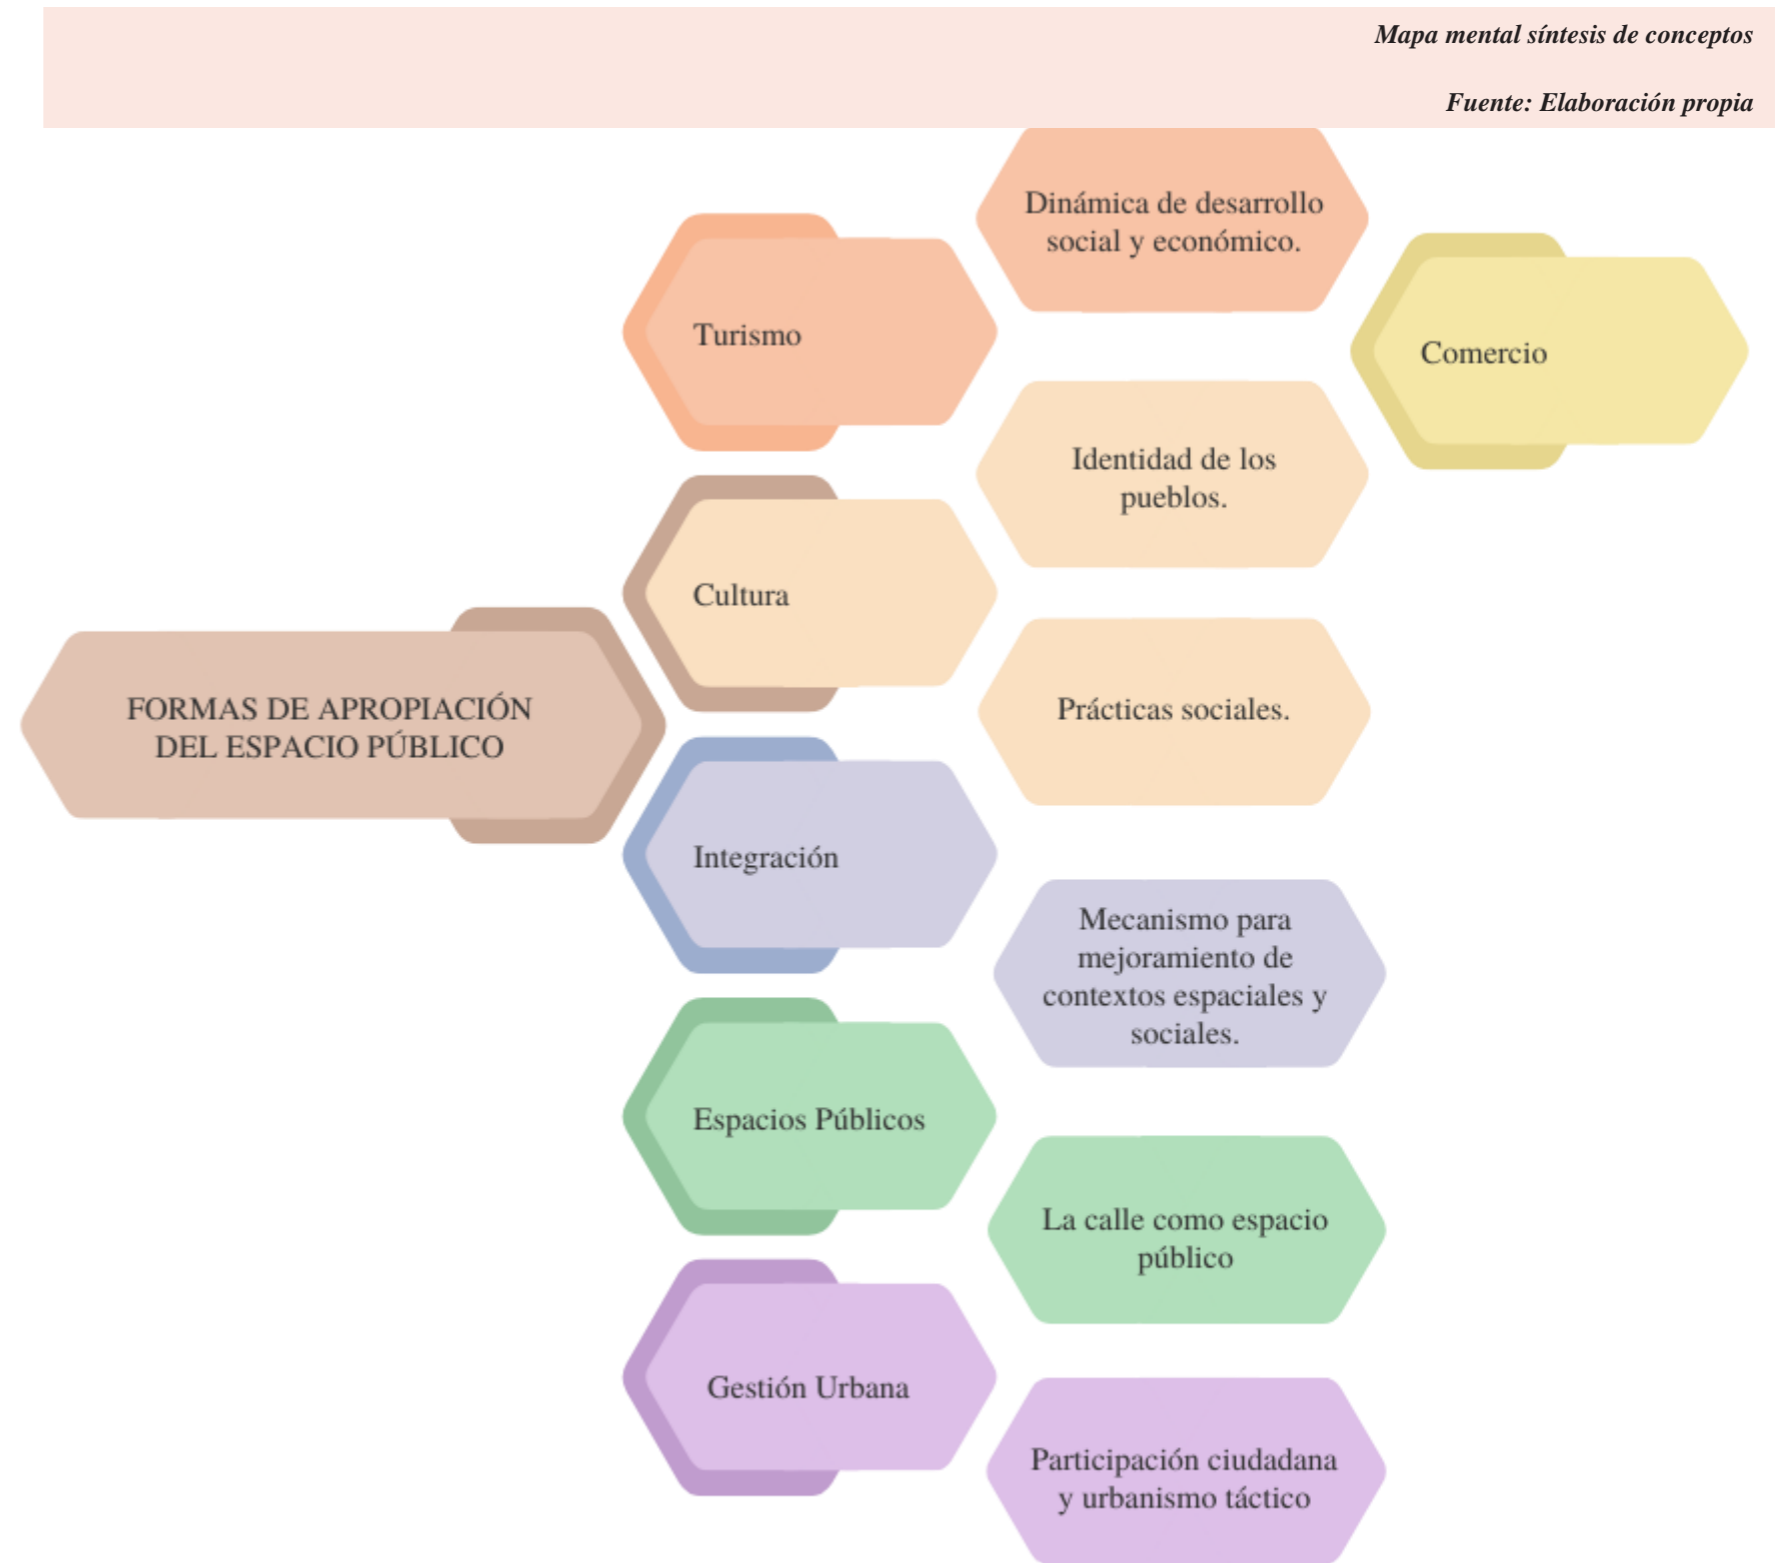 Mapa mental síntesis de conceptos
Fuente: Elaboración propia
Dinámica de desarrollo
social y económico.
Turismo
Comercio
Identidad de los
pueblos.
Cultura
Prácticas sociales.
FORMAS DE APROPIACIÓN
DEL ESPACIO PÚBLICO
Integración
Mecanismo para
mejoramiento de
contextos espaciales y
sociales.
Espacios Públicos
La calle como espacio
público
Gestión Urbana
Participación ciudadana
y urbanismo táctico